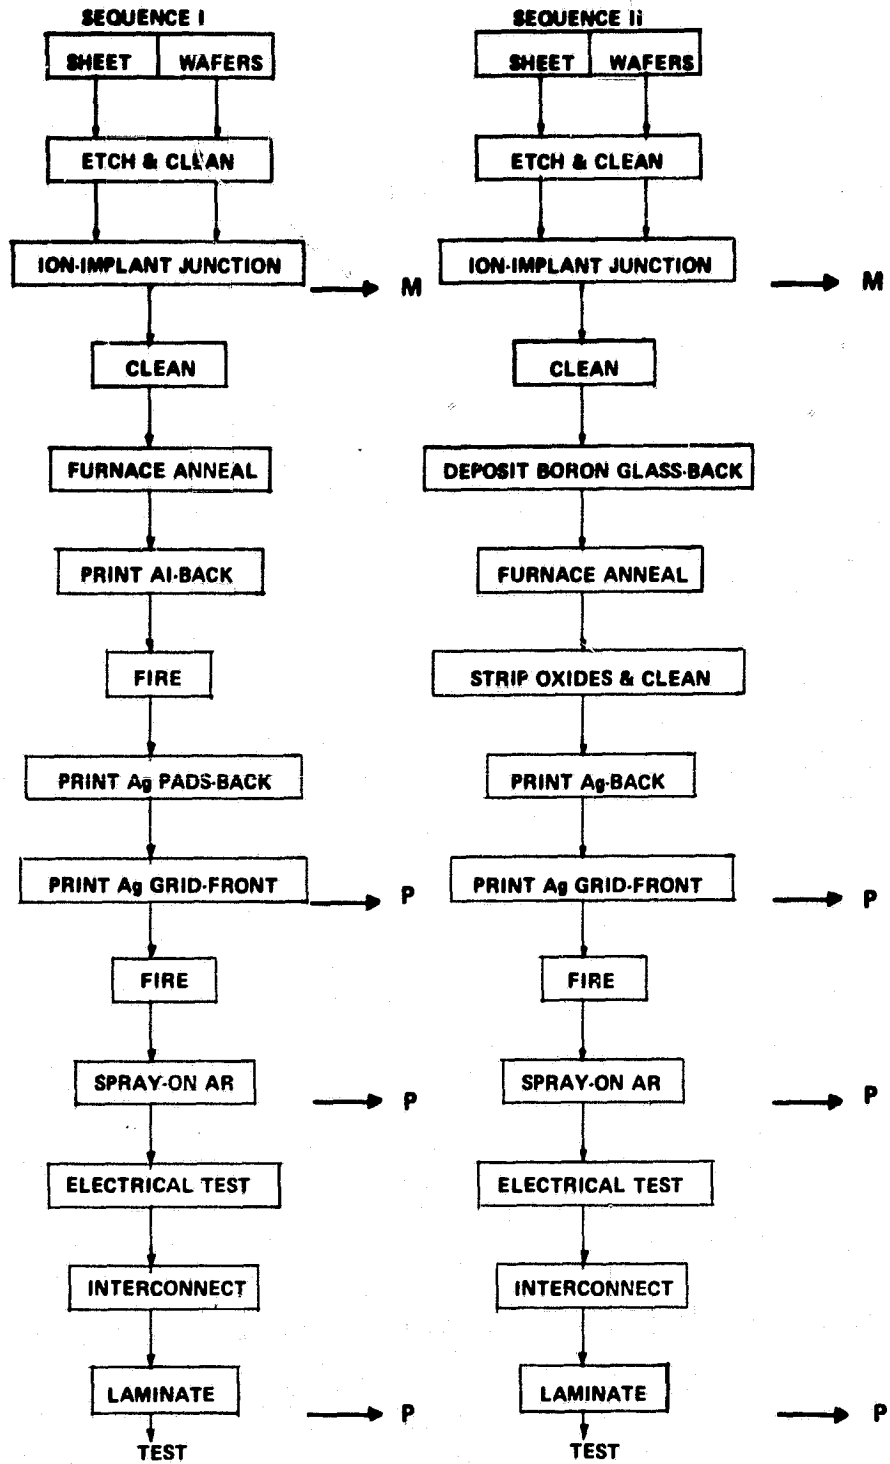 SEQUENCE I
SHEET WAFERS
ETCH & CLEAN
ION-IMPLANT JUNCTION
M
CLEAN
FURNACE ANNEAL
PRINT Al-BACK
FIRE
PRINT Ag PADS-BACK
PRINT Ag GRID-FRONT
P
FIRE
SPRAY-ON AR
P
ELECTRICAL TEST
INTERCONNECT
LAMINATE
P
TEST
SEQUENCE Ii
SHEET WAFERS
ETCH & CLEAN
ION-IMPLANT JUNCTION
M
CLEAN
DEPOSIT BORON GLASS-BACK
FURNACE ANNEAL
STRIP OXIDES & CLEAN
PRINT Ag-BACK
PRINT Ag GRID-FRONT
P
FIRE
SPRAY-ON AR
P
ELECTRICAL TEST
INTERCONNECT
LAMINATE
P
TEST